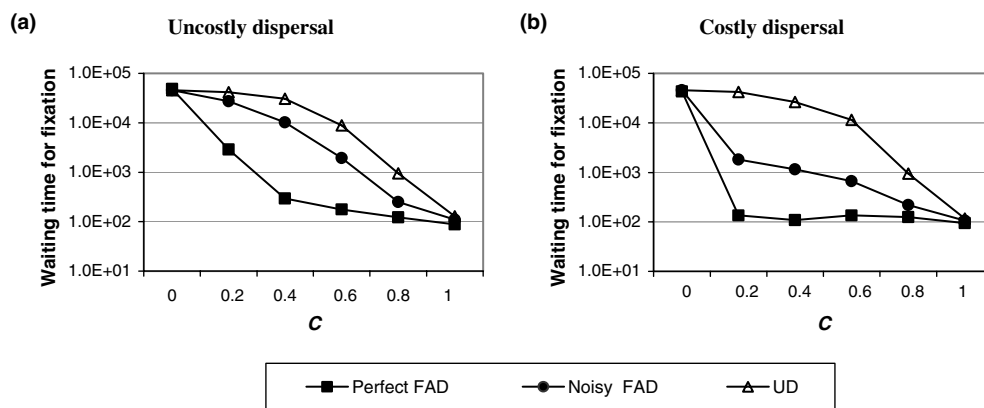 (a) Uncostly dispersal
Waiting time for fixation
1.0E+05
1.0E+04
1.0E+03
1.0E+02
1.0E+01
0 0.2 0.4 0.6 0.8 1
C
(b) Costly dispersal
Waiting time for fixation
1.0E+05
1.0E+04
1.0E+03
1.0E+02
1.0E+01
0 0.2 0.4 0.6 0.8 1
C
Perfect FAD Noisy FAD UD